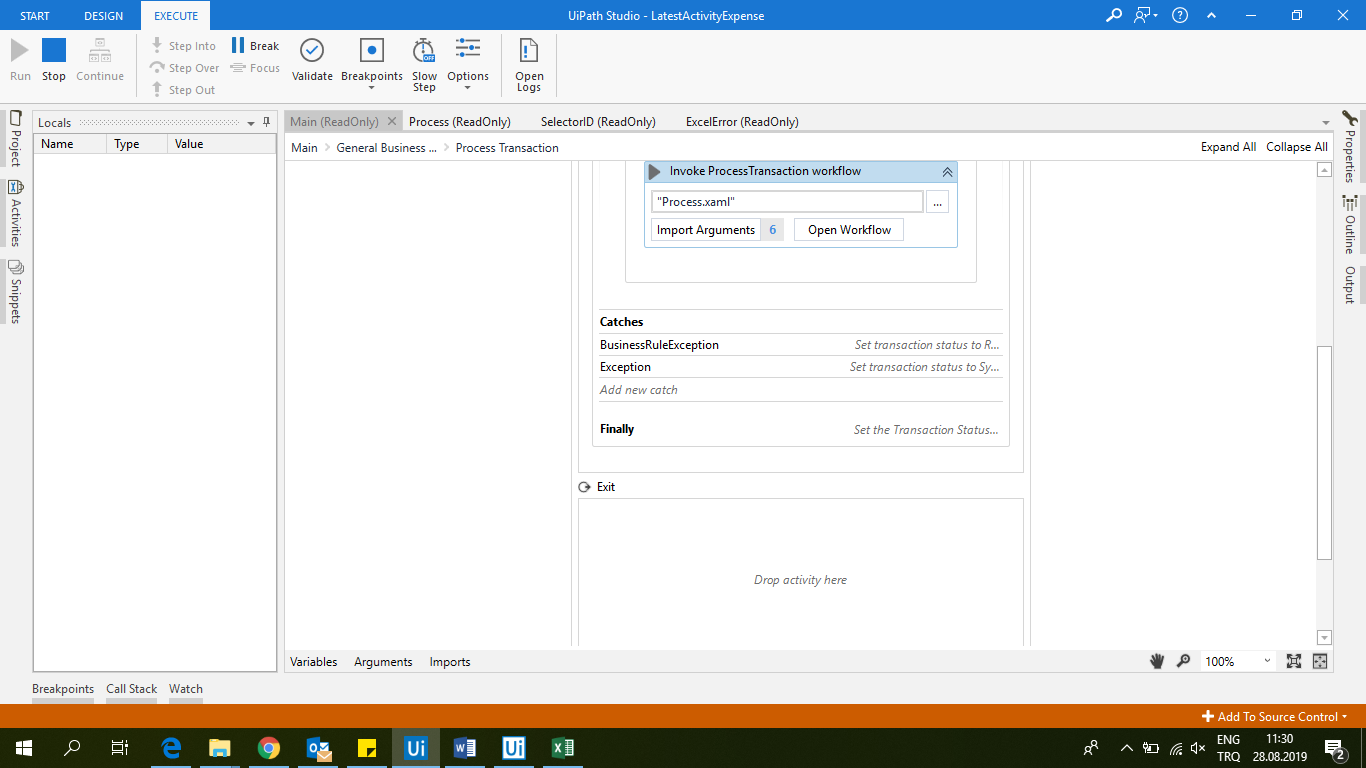 START DESIGN EXECUTE UiPath Studio - LatestActivityExpense
Run Stop Continue
Step Into
Step Over
Step Out
Break
Focus
Validate Breakpoints
Slow
Step
OFF
Options
Open
Logs
Project
Activities
Snippets
Locals
Name Type Value
Main (ReadOnly) Process (ReadOnly) SelectorID (ReadOnly) ExcelError (ReadOnly)
Main General Business ... Process Transaction Expand All Collapse All
Invoke ProcessTransaction workflow
"Process.xaml" ...
Import Arguments 6 Open Workflow
Catches
BusinessRuleException Set transaction status to R...
Exception Set transaction status to Sy...
Add new catch
Finally Set the Transaction Status...
Exit
Drop activity here
Variables Arguments Imports 100%
Properties
Outline
Output
Breakpoints Call Stack Watch
Add To Source Control
Ui Ui
ENG 11:30
TRQ 28.08.2019
2